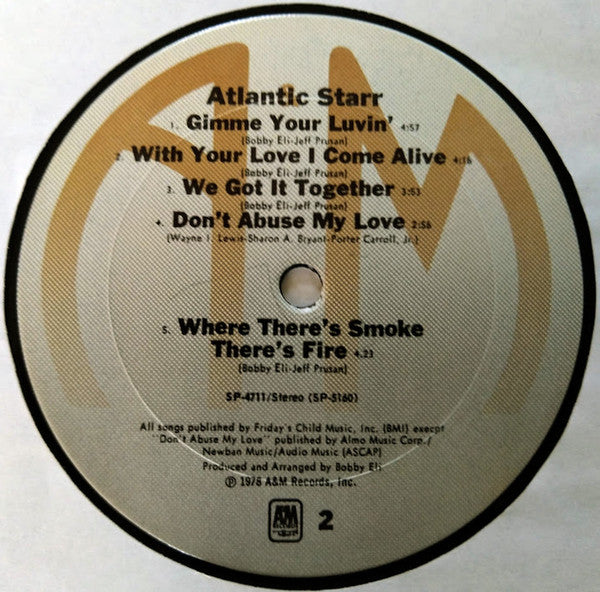 Atlantic Starr
1. Gimme Your Luvin' 4:57
(Bobby Eli-Jeff Prusan)
2. With Your Love I Come Alive 4:16
(Bobby Eli-Jeff Prusan)
3. We Got It Together 3:53
(Bobby Eli-Jeff Prusan)
4. Don't Abuse My Love 2:56
(Wayne I. Lewis-Sharon A. Bryant-Porter Carroll, Jr.)
5. Where There's Smoke
There's Fire 4:23
(Bobby Eli-Jeff Prusan)
SP-4711/Stereo (SP-5160)
All songs published by Friday's Child Music, Inc. (BMI) except
"Don't Abuse My Love" published by Almo Music Corp./
Newban Music/Audio Music (ASCAP)
Produced and Arranged by Bobby Eli
℗ 1978 A&M Records, Inc.
A&M
RECORDS
2